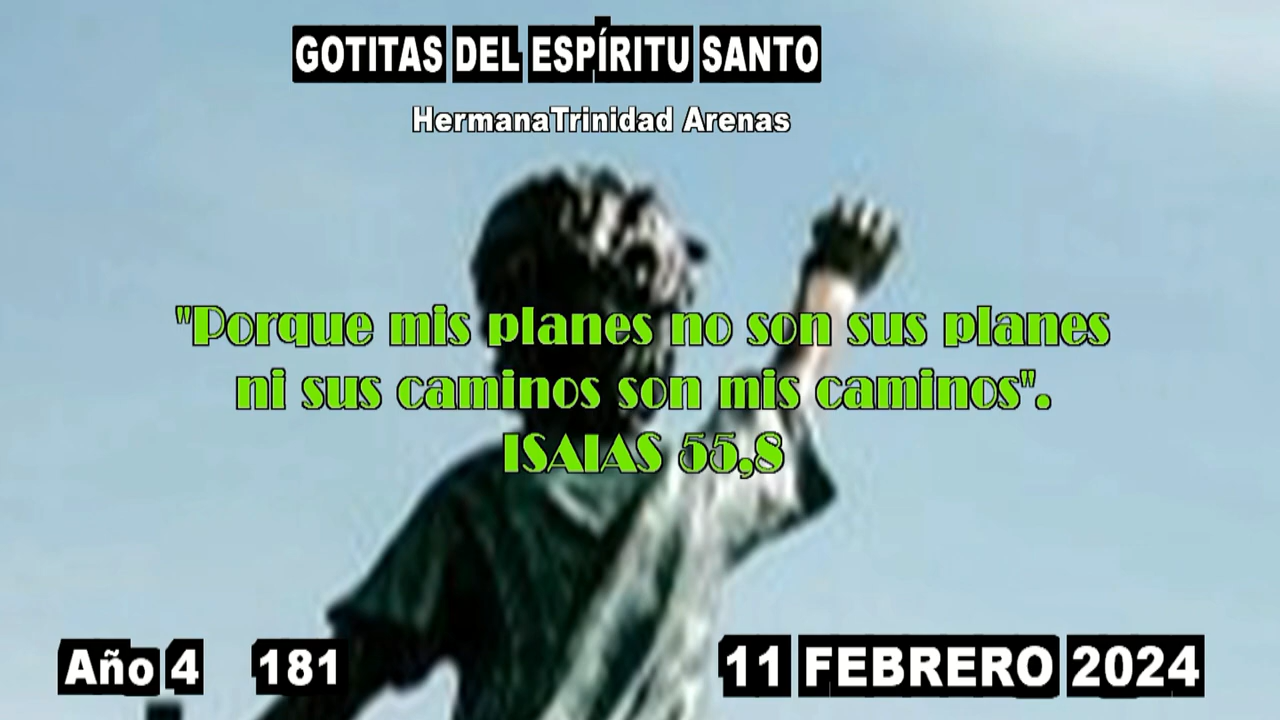 GOTITAS DEL ESPÍRITU SANTO
HermanaTrinidad Arenas
"Porque mis planes no son sus planes
ni sus caminos son mis caminos".
ISAIAS 55,8
Año 4 181 11 FEBRERO 2024